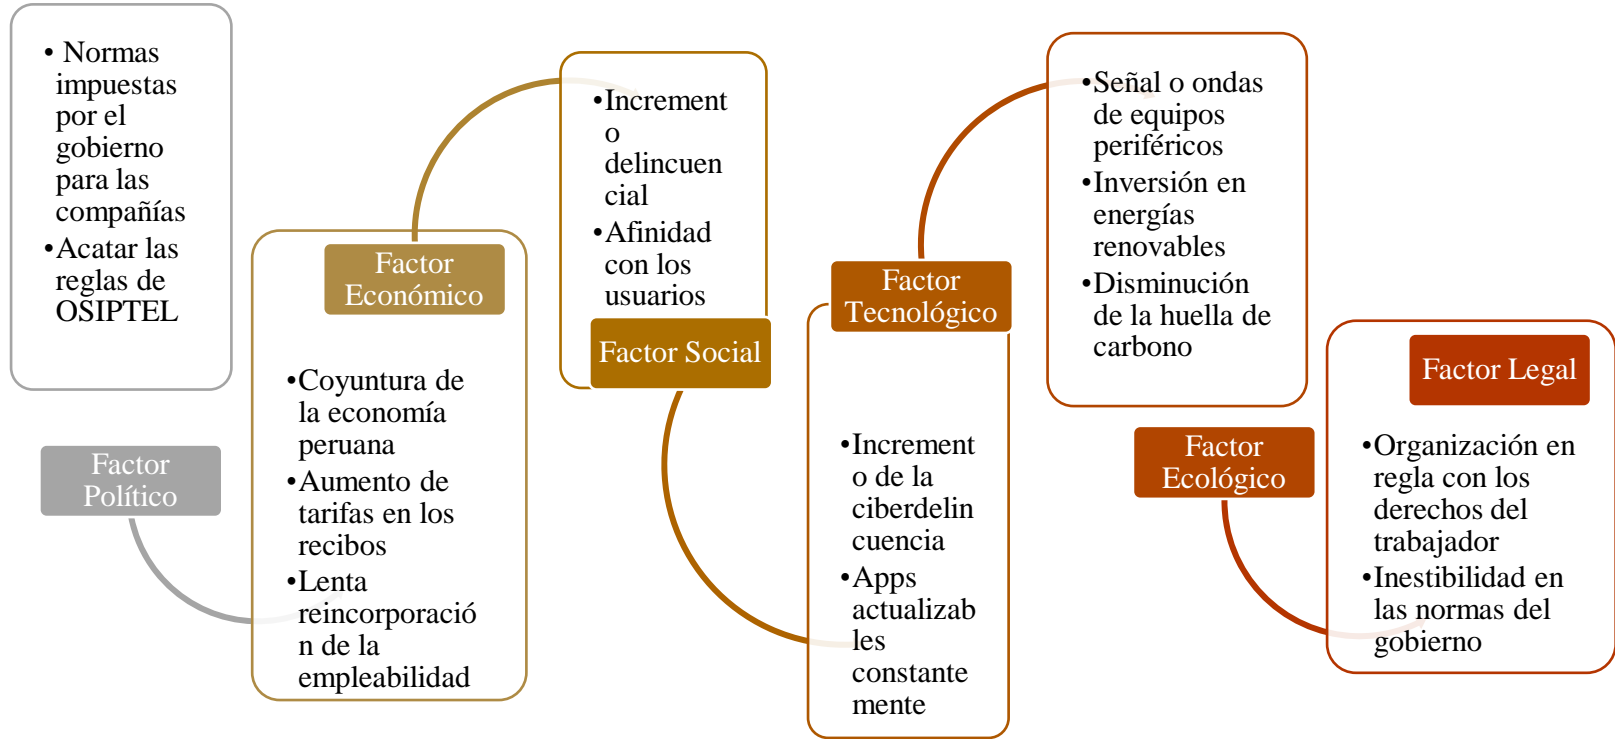 • Normas
impuestas
por el
gobierno
para las
compañías
•Acatar las
reglas de
OSIPTEL
Factor
Político
Factor
Económico
•Coyuntura de
la economía
peruana
•Aumento de
tarifas en los
recibos
•Lenta
reincorporació
n de la
empleabilidad
•Increment
o
delincuen
cial
•Afinidad
con los
usuarios
Factor Social
Factor
Tecnológico
•Increment
o de la
ciberdelin
cuencia
•Apps
actualizab
les
constante
mente
•Señal o ondas
de equipos
periféricos
•Inversión en
energías
renovables
•Disminución
de la huella de
carbono
Factor
Ecológico
Factor Legal
•Organización en
regla con los
derechos del
trabajador
•Inestibilidad en
las normas del
gobierno